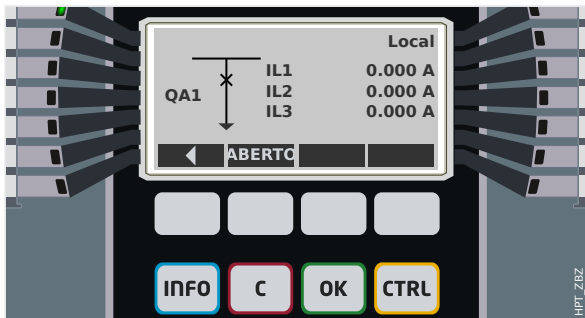 Local
IL1 0.000 A
QA1 IL2 0.000 A
IL3 0.000 A
ABERTO
INFO C OK CTRL
HPT_ZBZ